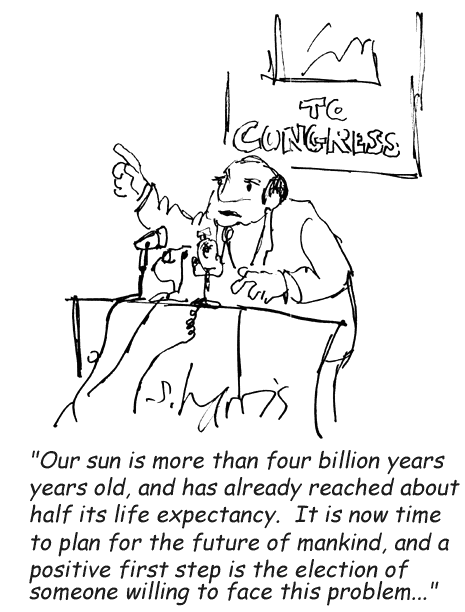 TO
CONGRESS
S. Harris
"Our sun is more than four billion years
years old, and has already reached about
half its life expectancy. It is now time
to plan for the future of mankind, and a
positive first step is the election of
someone willing to face this problem..."